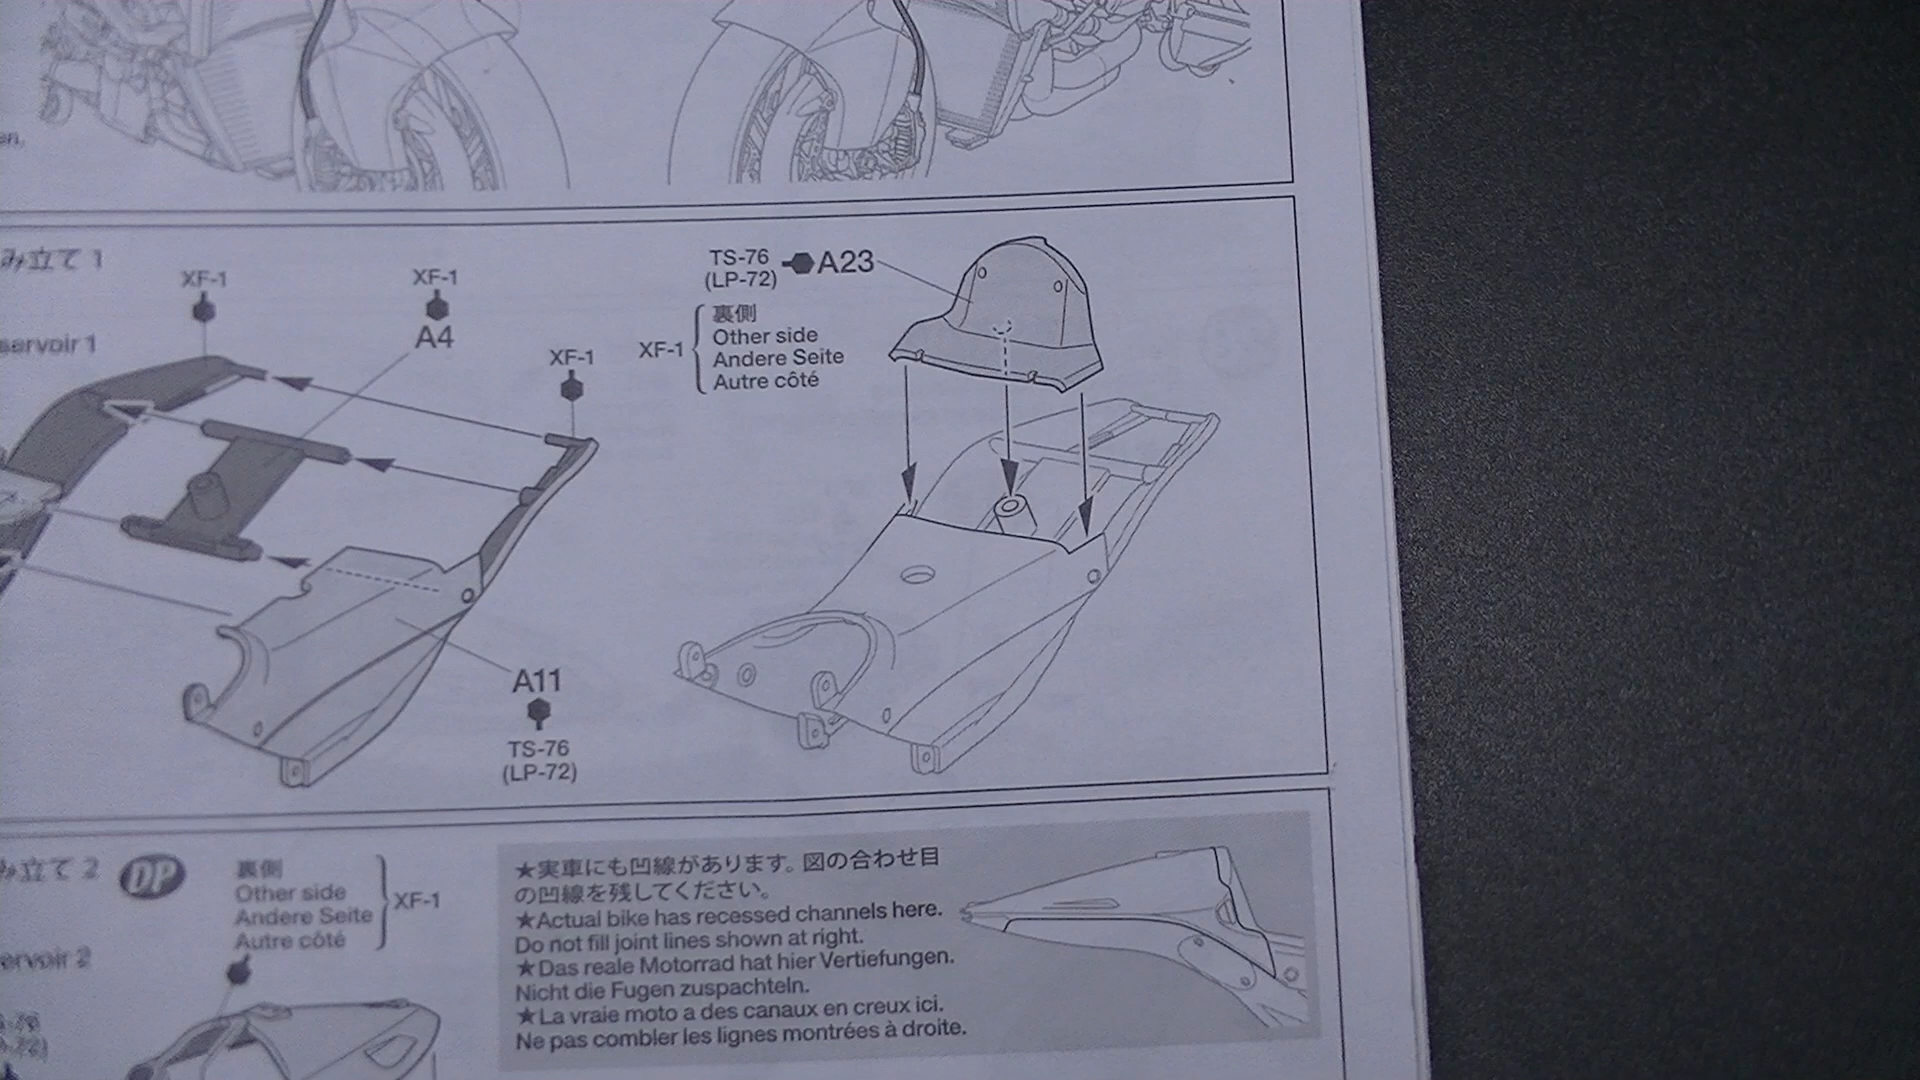 en.
み立て 1
XF-1
XF-1
A4
XF-1
servoir 1
A11
TS-76
(LP-72)
TS-76
(LP-72)
A23
XF-1
裏側
Other side
Andere Seite
Autre côté
み立て 2
DP
裏側
Other side
Andere Seite
Autre côté
XF-1
ervoir 2
★実車にも凹線があります。図の合わせ目
の凹線を残してください。
★Actual bike has recessed channels here.
Do not fill joint lines shown at right.
★Das reale Motorrad hat hier Vertiefungen.
Nicht die Fugen zuspachteln.
★La vraie moto a des canaux en creux ici.
Ne pas combler les lignes montrées à droite.